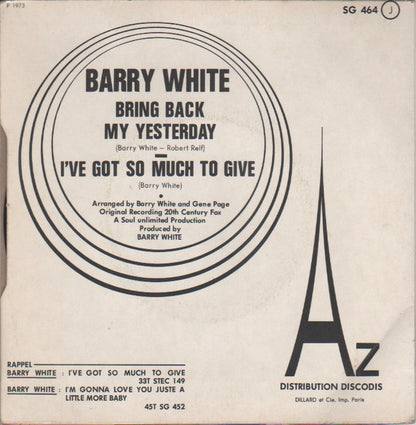 P 1973
SG 464 J
BARRY WHITE
BRING BACK
MY YESTERDAY
(Barry White — Robert Relf)
I'VE GOT SO MUCH TO GIVE
(Barry White)
Arranged by Barry White and Gene Page
Original Recording 20th Century Fox
A Soul unlimited Production
Produced by
BARRY WHITE
AZ
DISTRIBUTION DISCODIS
DILLARD et Cie. Imp. Paris
RAPPEL
BARRY WHITE : I'VE GOT SO MUCH TO GIVE
33T STEC 149
BARRY WHITE : I'M GONNA LOVE YOU JUSTE A
LITTLE MORE BABY
45T SG 452